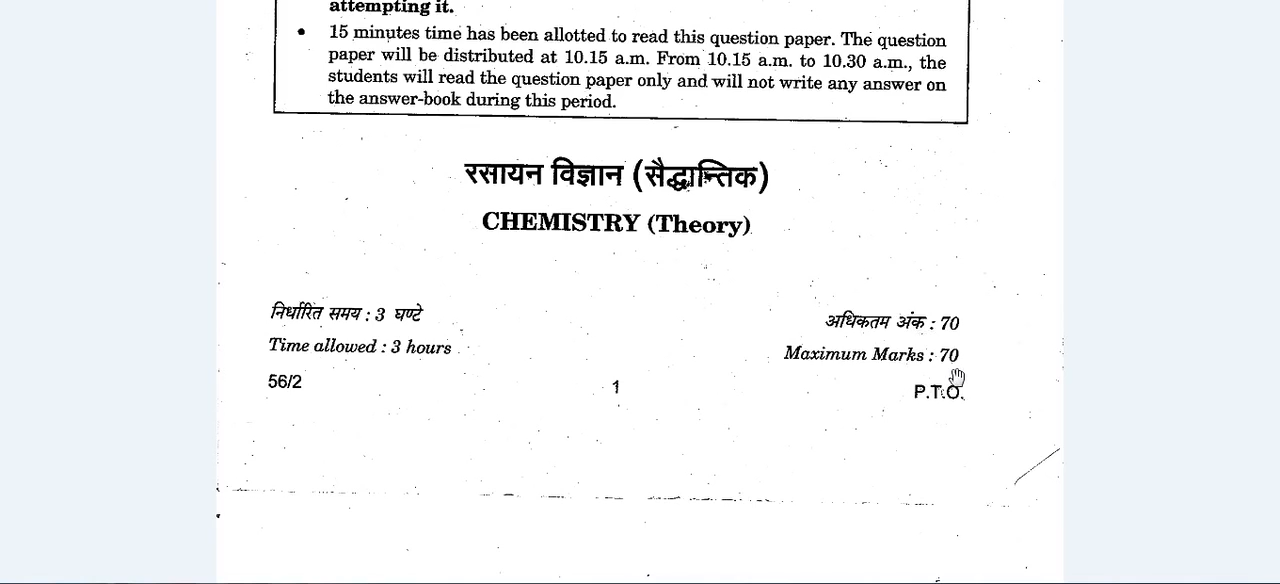 attempting it.
• 15 minutes time has been allotted to read this question paper. The question
paper will be distributed at 10.15 a.m. From 10.15 a.m. to 10.30 a.m., the
students will read the question paper only and will not write any answer on
the answer-book during this period.
रसायन विज्ञान (सैद्धान्तिक)
CHEMISTRY (Theory)
निर्धारित समय : 3 घण्टे
अधिकतम अंक : 70
Time allowed : 3 hours
Maximum Marks : 70
56/2
1
P.T.O.